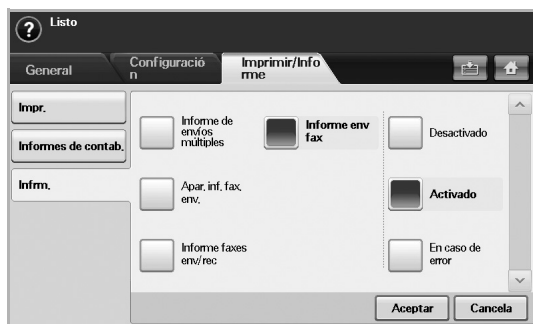 ? Listo
General
Configuració
n
Imprimir/Info
rme
Impr.
Informes de contab.
Infrm.
Informe de
envíos
múltiples
Informe env
fax
Desactivado
Apar. inf. fax.
env.
Activado
Informe faxes
env/rec
En caso de
error
Aceptar
Cancela